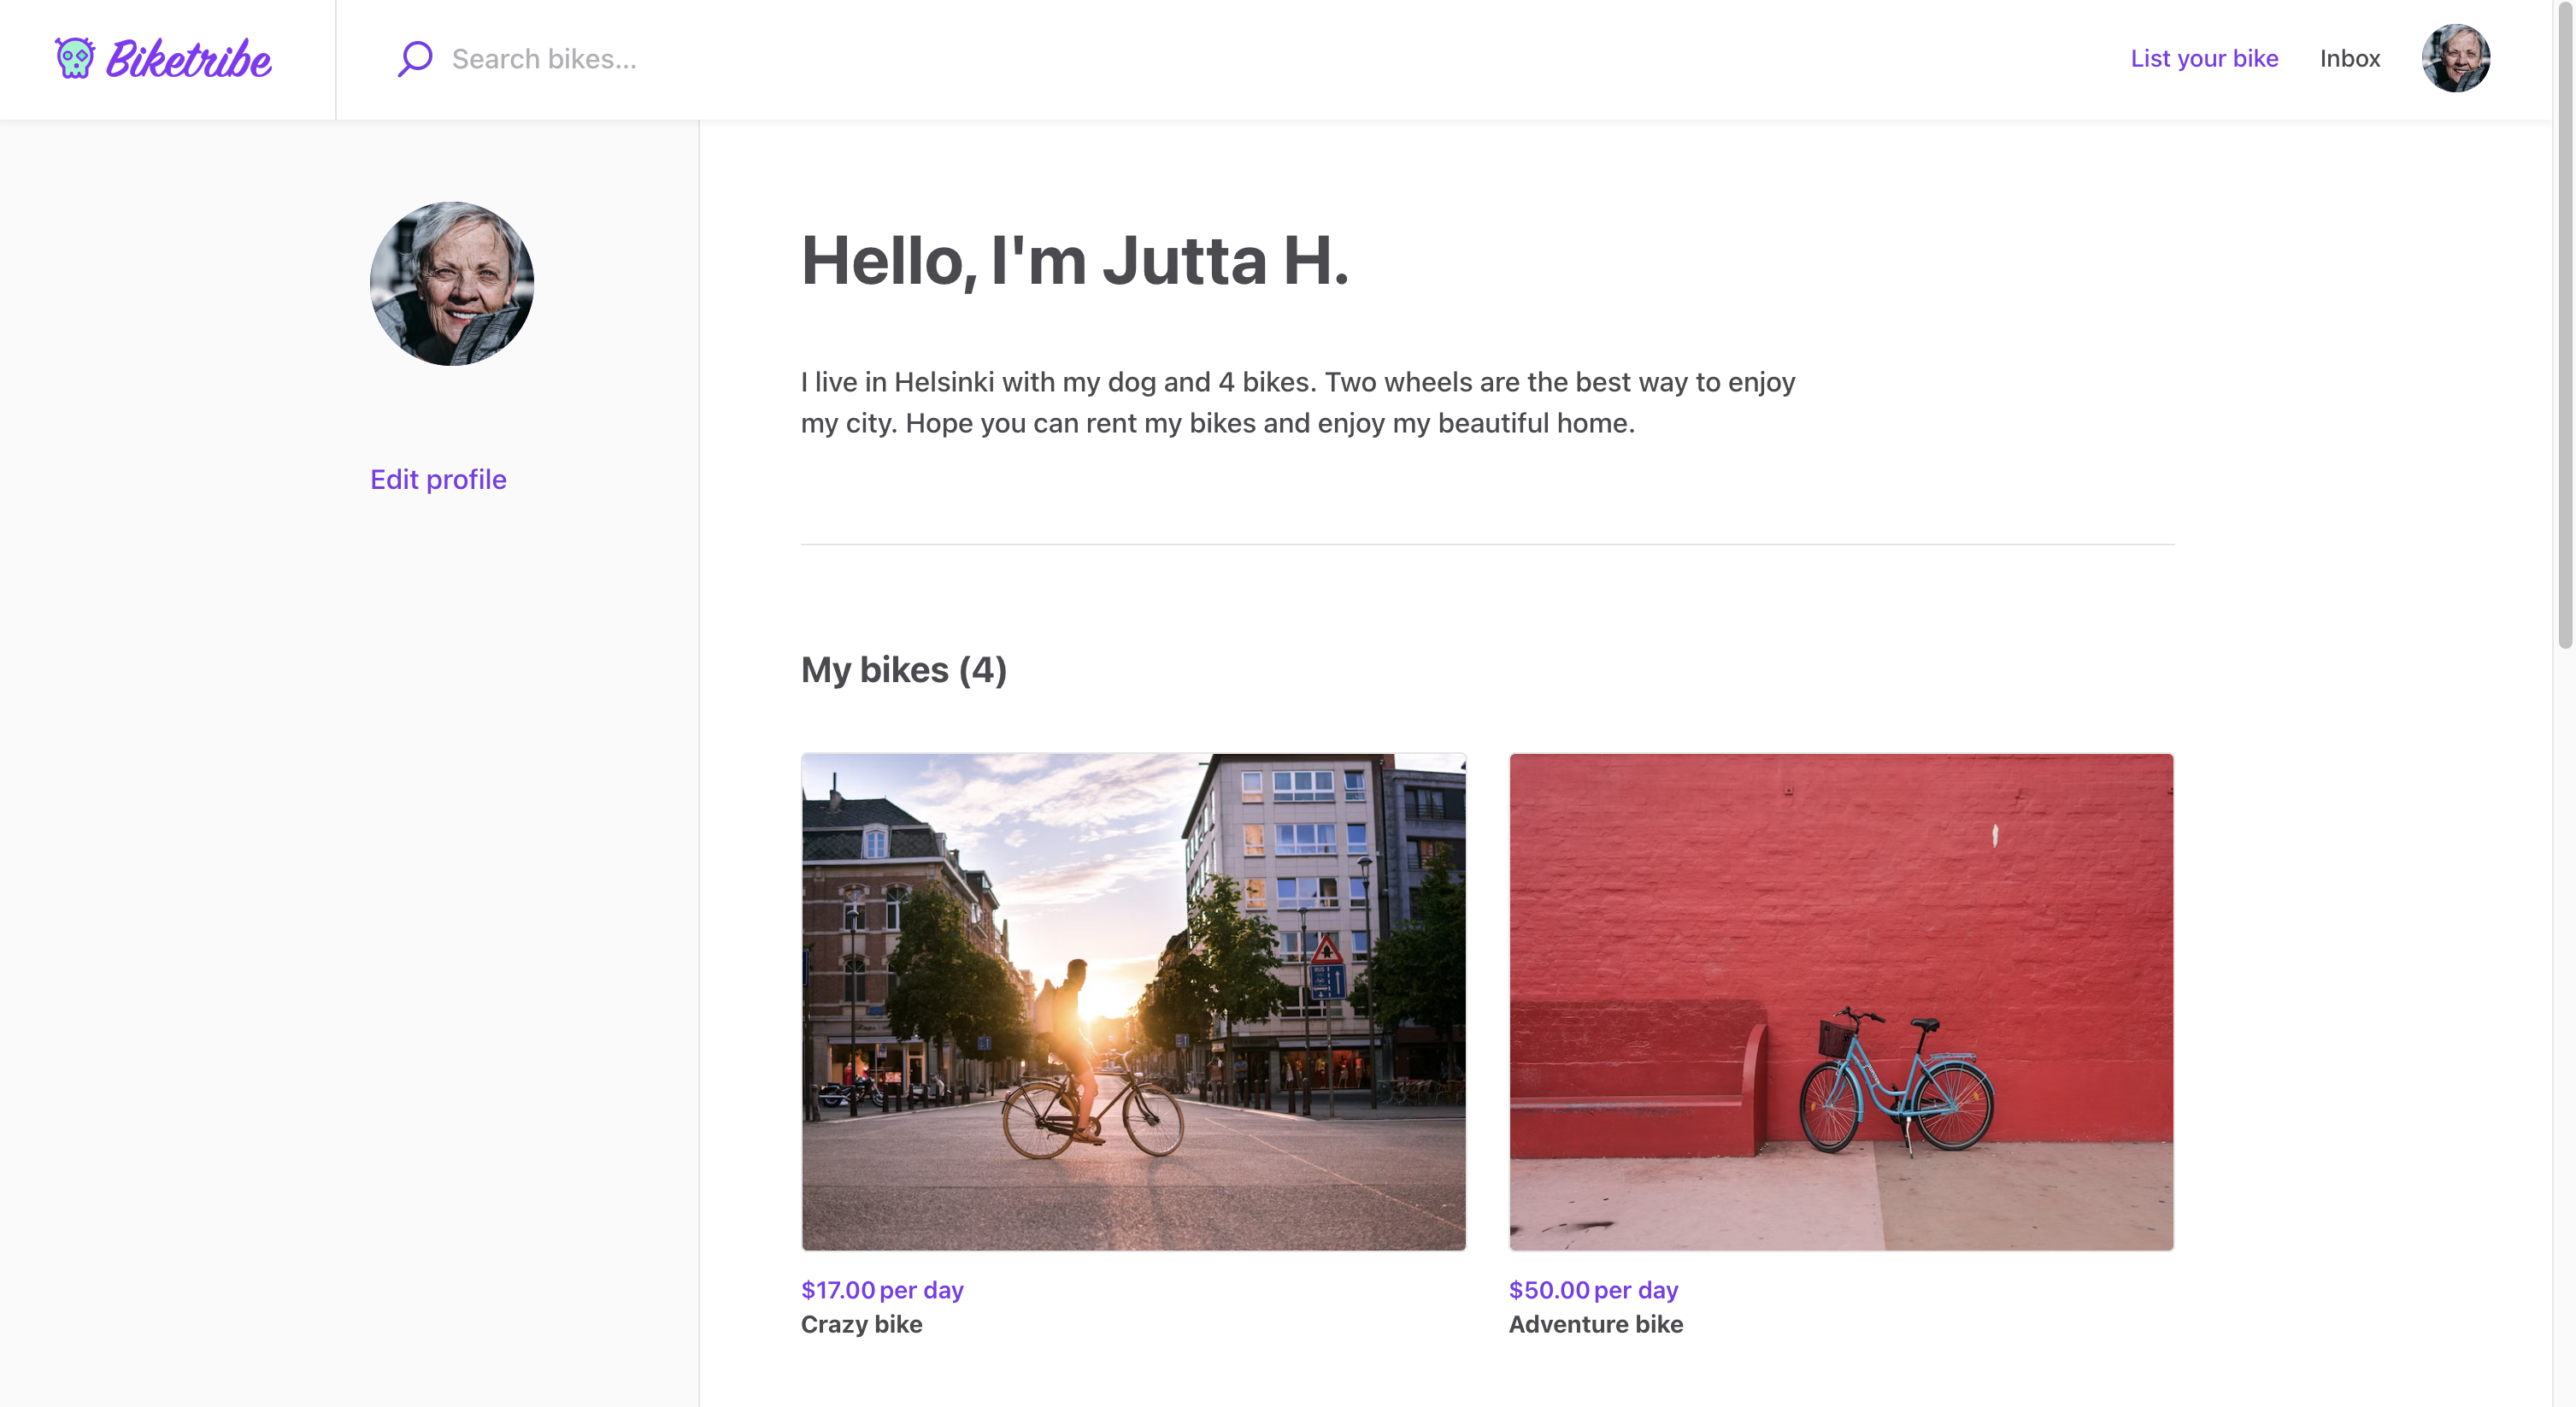 Biketribe
Search bikes...
List your bike
Inbox
Edit profile
Hello, I'm Jutta H.
I live in Helsinki with my dog and 4 bikes. Two wheels are the best way to enjoy
my city. Hope you can rent my bikes and enjoy my beautiful home.
My bikes (4)
BUS
$17.00 per day
Crazy bike
$50.00 per day
Adventure bike